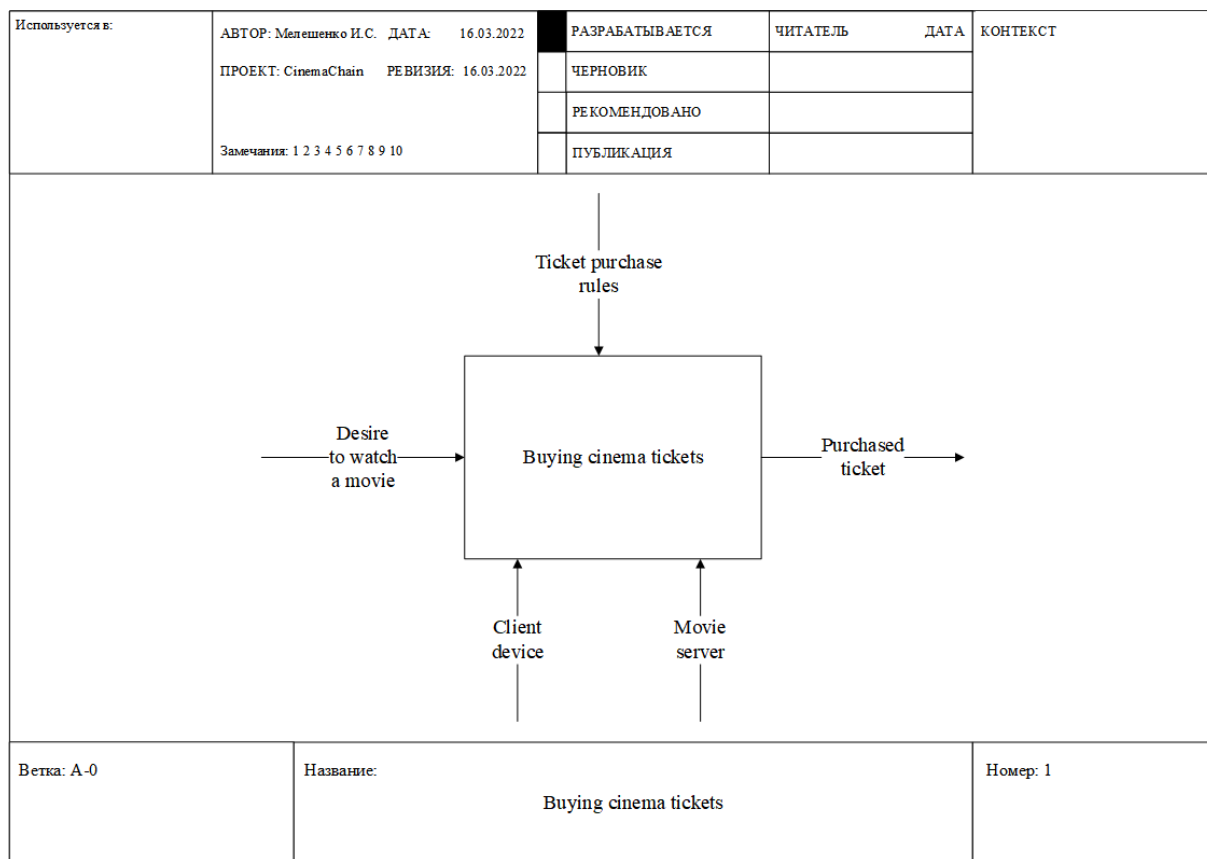 Используется в:
АВТОР: Мелешенко И.С. ДАТА: 16.03.2022
ПРОЕКТ: CinemaChain РЕВИЗИЯ: 16.03.2022
Замечания: 1 2 3 4 5 6 7 8 9 10
РАЗРАБАТЫВАЕТСЯ
ЧЕРНОВИК
РЕКОМЕНДОВАНО
ПУБЛИКАЦИЯ
ЧИТАТЕЛЬ ДАТА
КОНТЕКСТ
Ticket purchase
rules
Desire
to watch
a movie
Buying cinema tickets
Purchased
ticket
Client
device
Movie
server
Ветка: A-0
Название:
Buying cinema tickets
Номер: 1